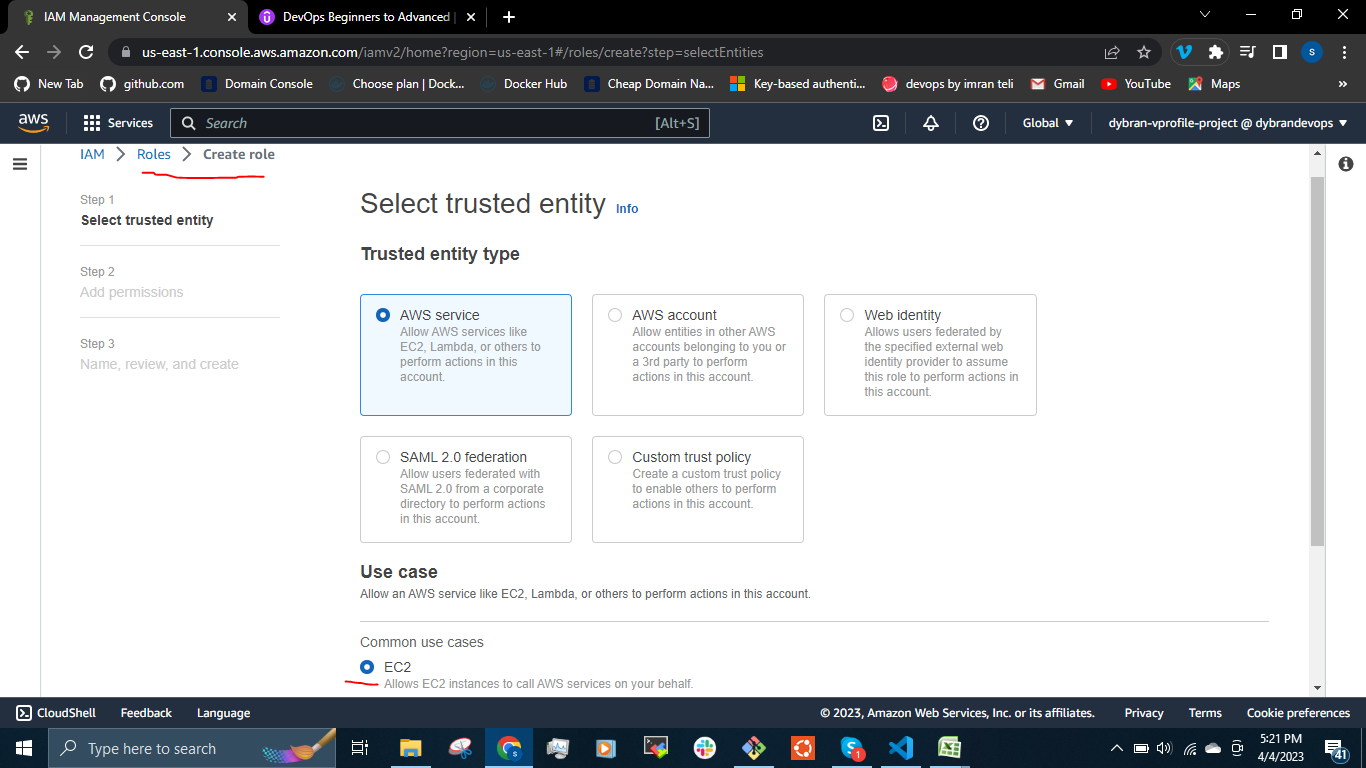 IAM Management Console
DevOps Beginners to Advanced |
us-east-1.console.aws.amazon.com/iamv2/home?region=us-east-1#/roles/create?step=selectEntities
S
New Tab
github.com
Domain Console
Choose plan | Dock...
Docker Hub
Cheap Domain Na...
Key-based authenti...
devops by imran teli
Gmail
YouTube
Maps
»
aws
Services
Search
[Alt+S]
Global
dybran-vprofile-project @ dybrandevops
IAM
Roles
Create role
Step 1
Select trusted entity
Step 2
Add permissions
Step 3
Name, review, and create
Select trusted entity Info
Trusted entity type
AWS service
Allow AWS services like
EC2, Lambda, or others to
perform actions in this
account.
AWS account
Allow entities in other AWS
accounts belonging to you or
a 3rd party to perform
actions in this account.
Web identity
Allows users federated by
the specified external web
identity provider to assume
this role to perform actions in
this account.
SAML 2.0 federation
Allow users federated with
SAML 2.0 from a corporate
directory to perform actions
in this account.
Custom trust policy
Create a custom trust policy
to enable others to perform
actions in this account.
Use case
Allow an AWS service like EC2, Lambda, or others to perform actions in this account.
Common use cases
EC2
Allows EC2 instances to call AWS services on your behalf.
CloudShell
Feedback
Language
© 2023, Amazon Web Services, Inc. or its affiliates.
Privacy
Terms
Cookie preferences
Type here to search
1
5:21 PM
4/4/2023
41